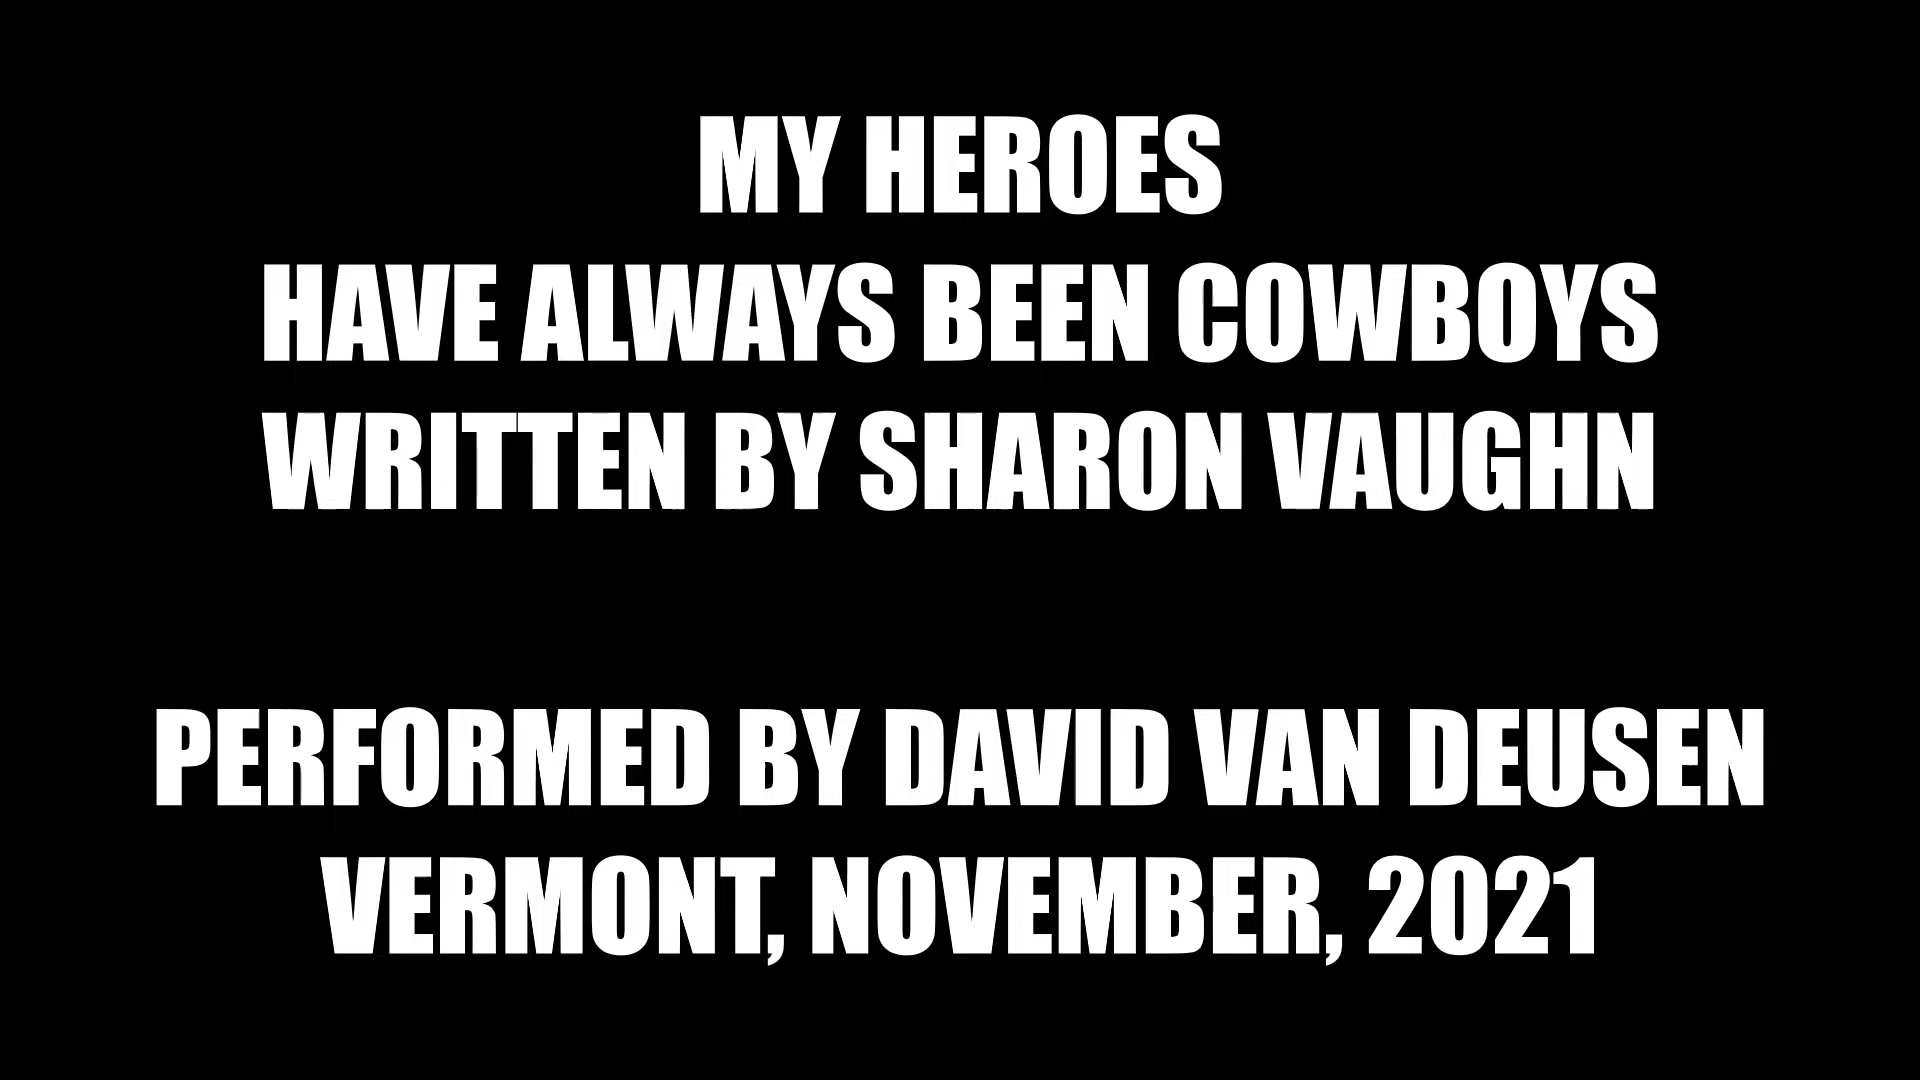 MY HEROES
HAVE ALWAYS BEEN COWBOYS
WRITTEN BY SHARON VAUGHN
PERFORMED BY DAVID VAN DEUSEN
VERMONT, NOVEMBER, 2021